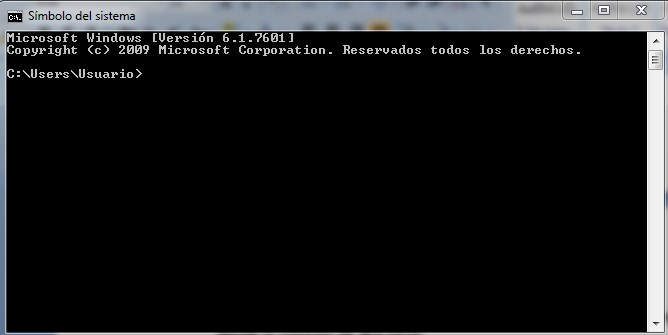 Símbolo del sistema
Microsoft Windows [Versión 6.1.7601]
Copyright (c) 2009 Microsoft Corporation. Reservados todos los derechos.
C:\Users\Usuario>